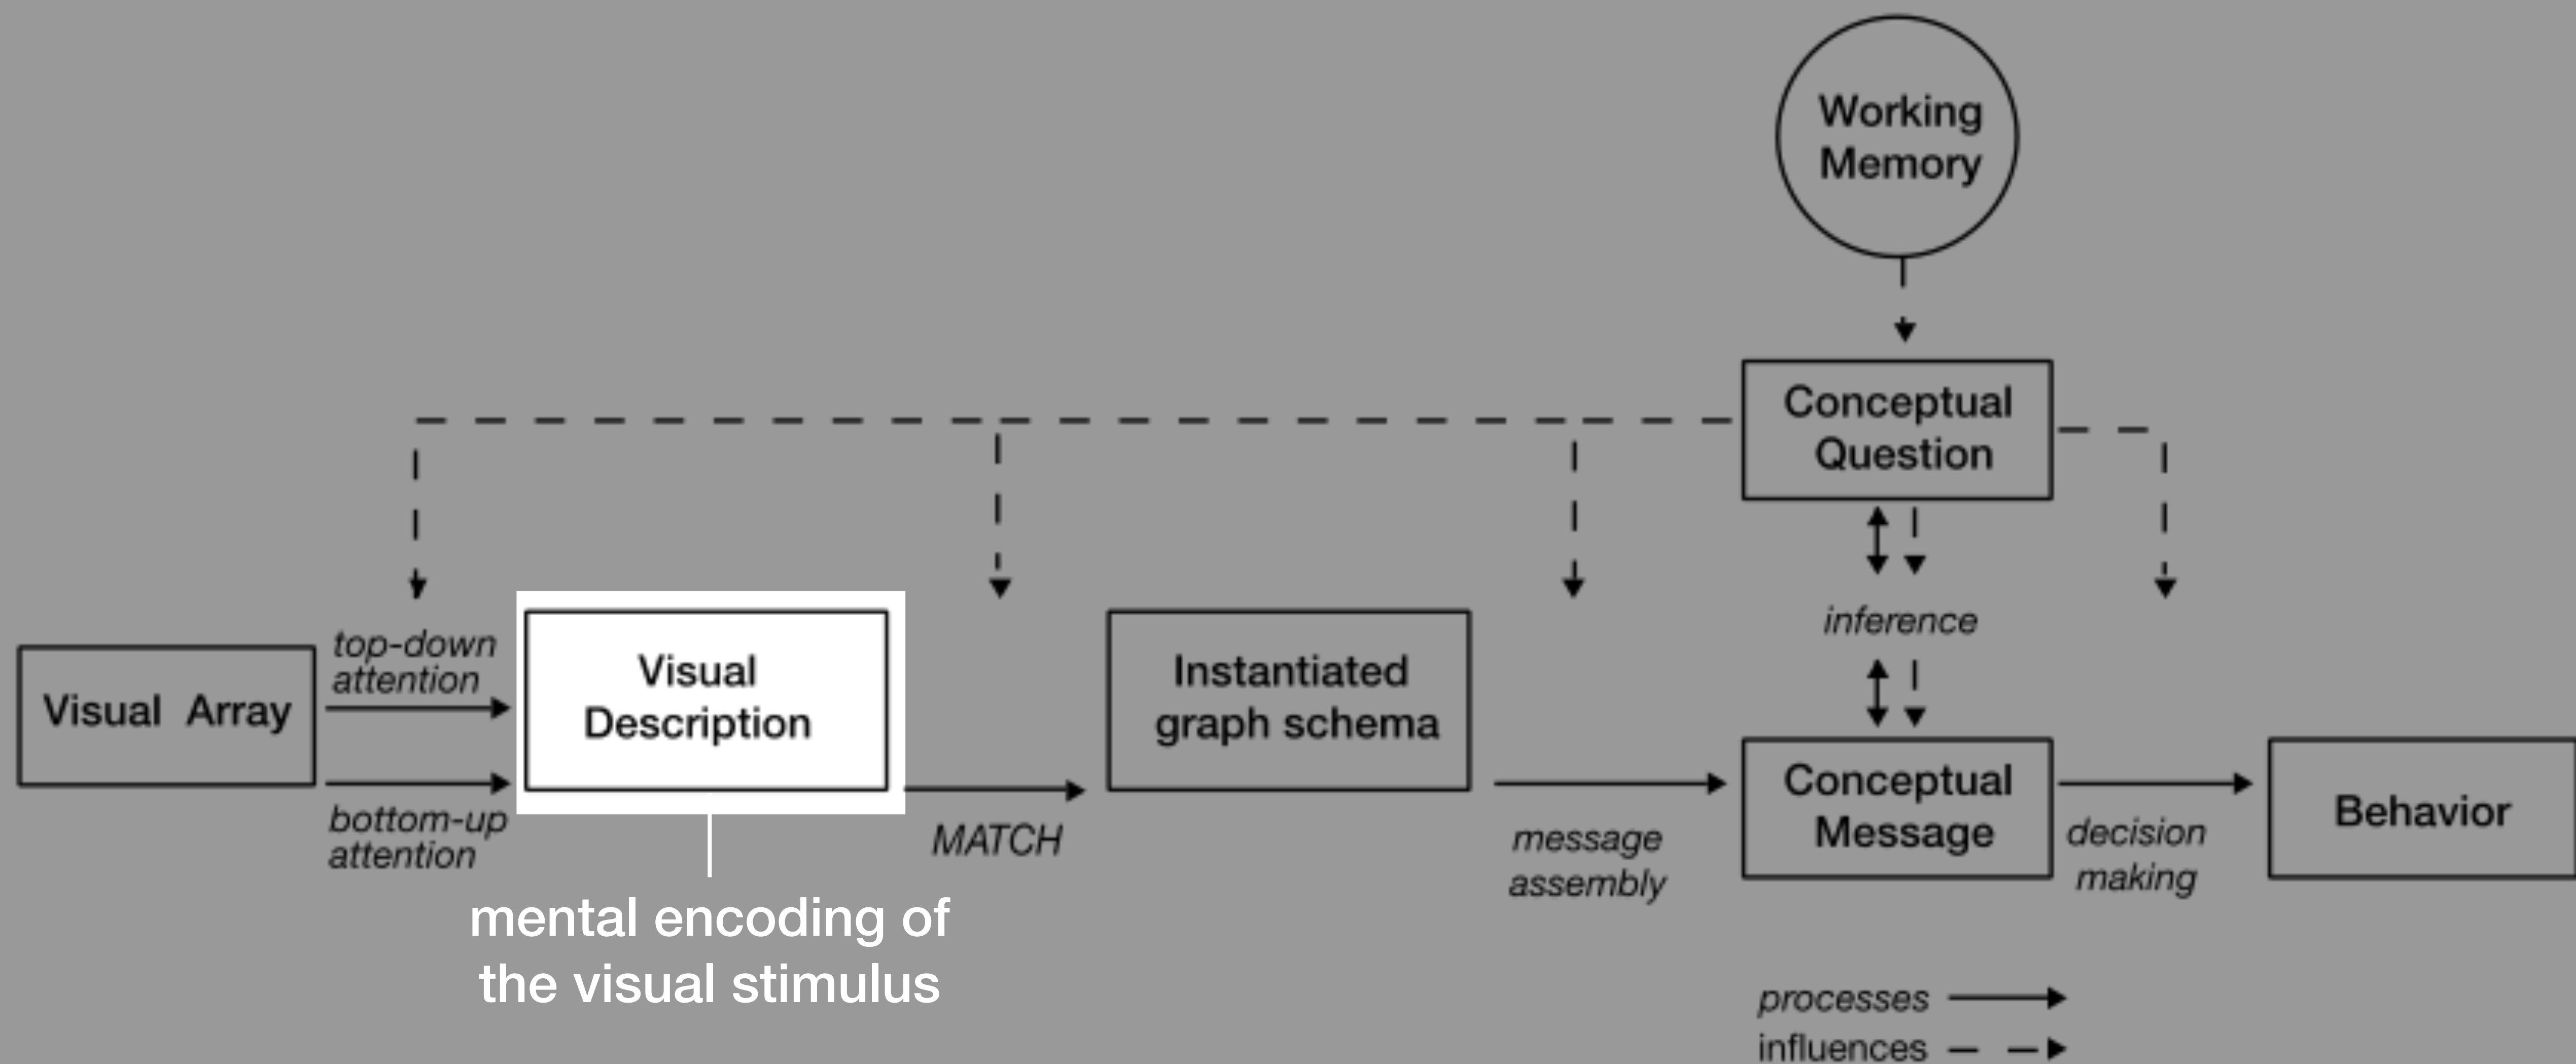 Working
Memory
Conceptual
Question
inference
Visual Array
top-down
attention
bottom-up
attention
Visual
Description
MATCH
Instantiated
graph schema
message
assembly
Conceptual
Message
decision
making
Behavior
mental encoding of
the visual stimulus
processes
influences